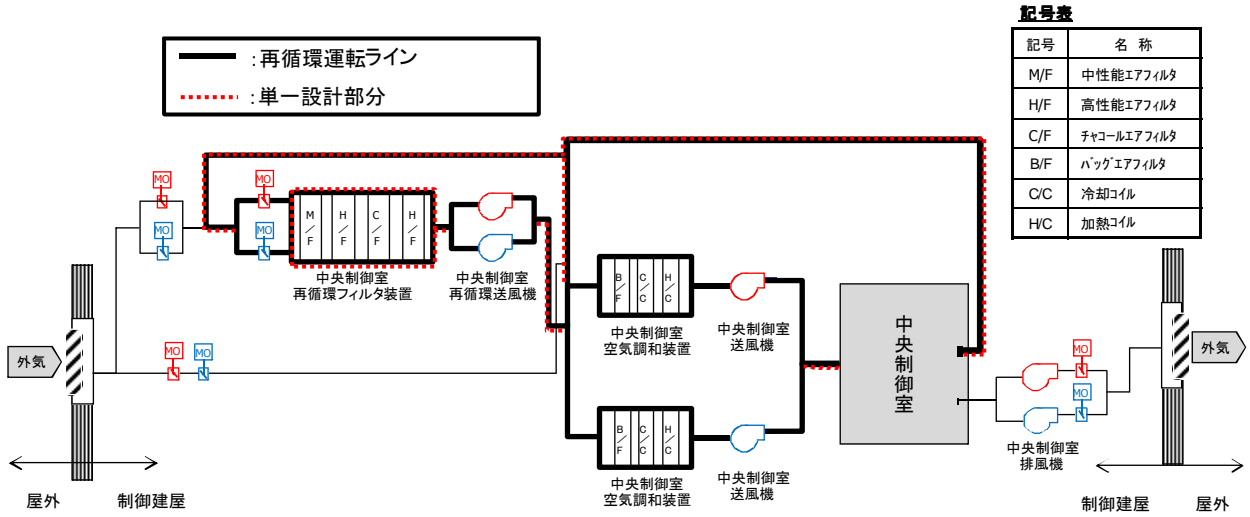 記号表
記号 名 称
M/F 中性能エアフィルタ
H/F 高性能エアフィルタ
C/F チャコールエアフィルタ
B/F バッグエアフィルタ
C/C 冷却コイル
H/C 加熱コイル
:再循環運転ライン
:単一設計部分
MO
MO
MO
MO
M/F
H/F
C/F
H/F
中央制御室
再循環フィルタ装置
中央制御室
再循環送風機
B/F
C/C
H/C
中央制御室
空気調和装置
中央制御室
送風機
中央制御室
外気
MO
MO
MO
MO
外気
B/F
C/C
H/C
中央制御室
空気調和装置
中央制御室
送風機
中央制御室
排風機
屋外
制御建屋
制御建屋
屋外